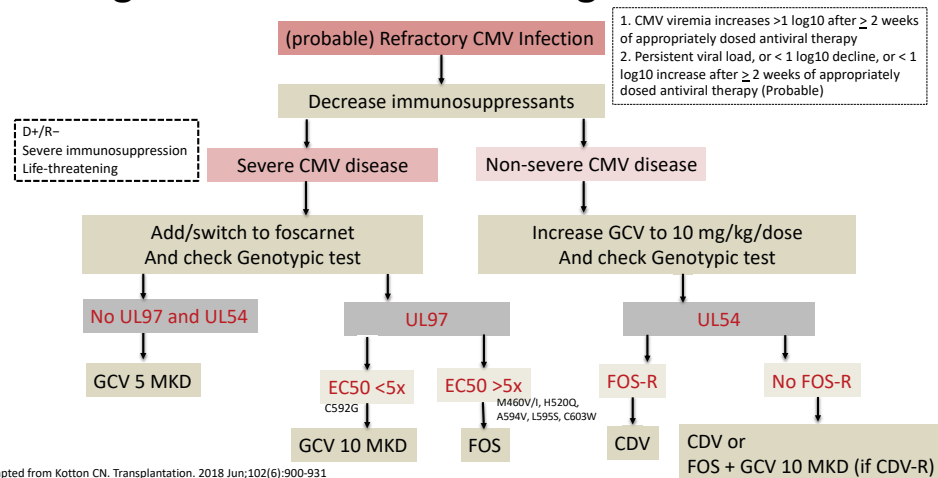 1. CMV viremia increases >1 log10 after > 2 weeks
of appropriately dosed antiviral therapy
2. Persistent viral load, or < 1 log10 decline, or < 1
log10 increase after > 2 weeks of appropriately
dosed antiviral therapy (Probable)
(probable) Refractory CMV Infection
Decrease immunosuppressants
D+/R−
Severe immunosuppression
Life-threatening
Severe CMV disease
Non-severe CMV disease
Add/switch to foscarnet
And check Genotypic test
Increase GCV to 10 mg/kg/dose
And check Genotypic test
No UL97 and UL54
UL97
UL54
GCV 5 MKD
EC50 <5x
C592G
EC50 >5x
M460V/I, H520Q,
A594V, L595S, C603W
FOS-R
No FOS-R
GCV 10 MKD
FOS
CDV
CDV or
FOS + GCV 10 MKD (if CDV-R)
pted from Kotton CN. Transplantation. 2018 Jun;102(6):900-931